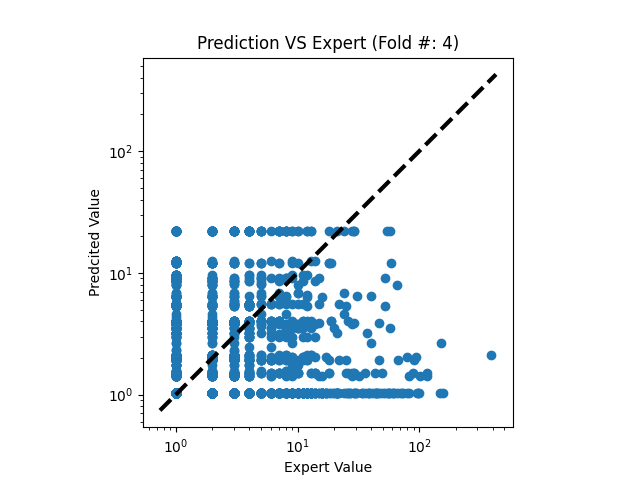 Prediction VS Expert (Fold #: 4)
Predcited Value
10²
10¹
10⁰
10⁰ 10¹ 10²
Expert Value